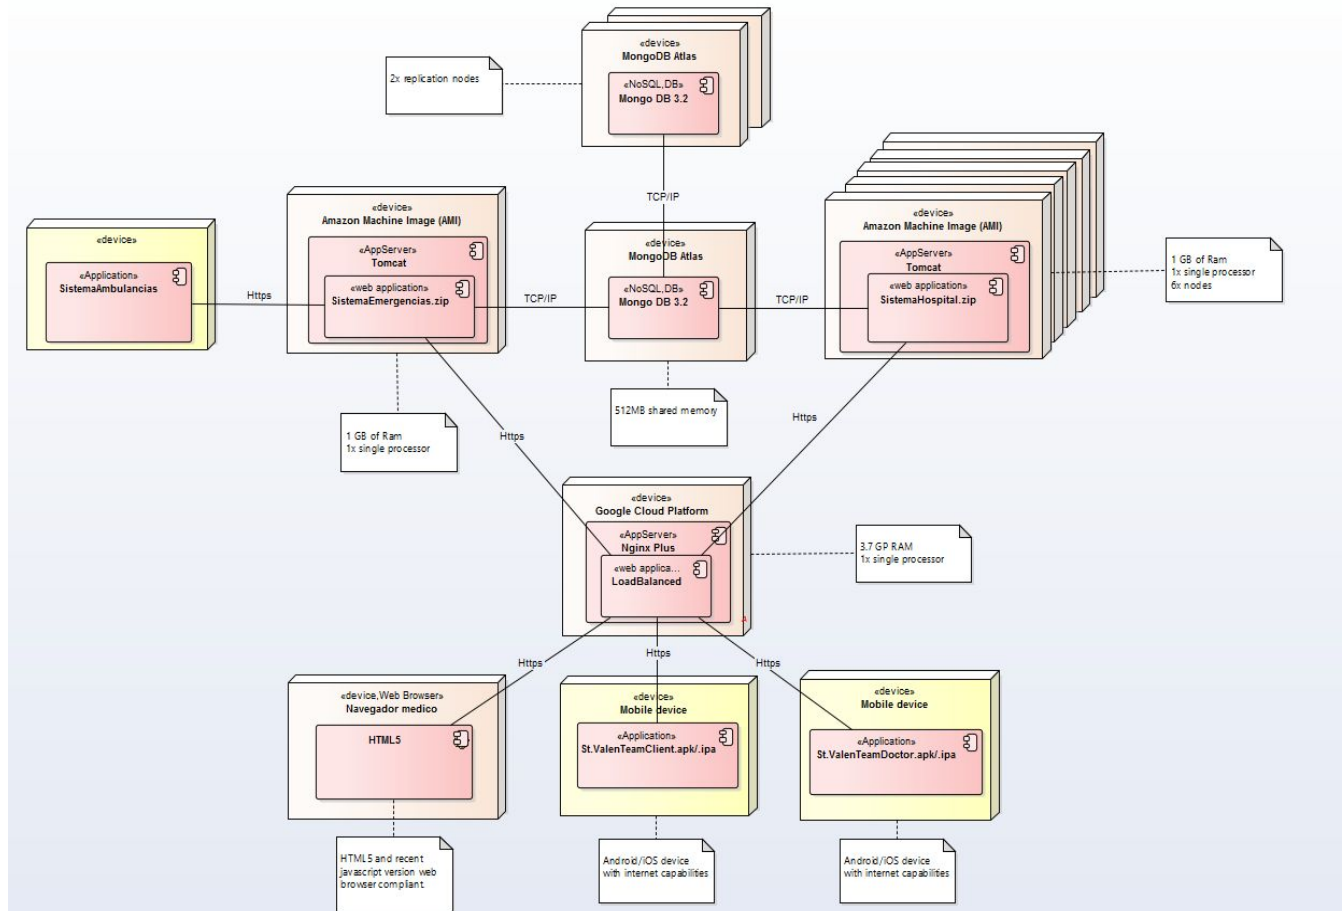 «device»
MongoDB Atlas
«NoSQL,DB»
Mongo DB 3.2
2x replication nodes
TCP/IP
«device»
«Application»
SistemaAmbulancias
Https
«device»
Amazon Machine Image (AMI)
«AppServer»
Tomcat
«web application»
SistemaEmergencias.zip
TCP/IP
«device»
MongoDB Atlas
«NoSQL,DB»
Mongo DB 3.2
TCP/IP
«device»
Amazon Machine Image (AMI)
«AppServer»
Tomcat
«web application»
SistemaHospital.zip
1 GB of Ram
1x single processor
6x nodes
1 GB of Ram
1x single processor
512MB shared memory
Https
Https
«device»
Google Cloud Platform
«AppServer»
Nginx Plus
«web applica...
LoadBalanced
3.7 GP RAM
1x single processor
Https
Https
Https
«device,Web Browser»
Navegador medico
HTML5
«device»
Mobile device
«Application»
St.ValenTeamClient.apk/.ipa
«device»
Mobile device
«Application»
St.ValenTeamDoctor.apk/.ipa
HTML5 and recent
javascript version web
browser compliant.
Android/iOS device
with internet capabilities
Android/iOS device
with internet capabilities